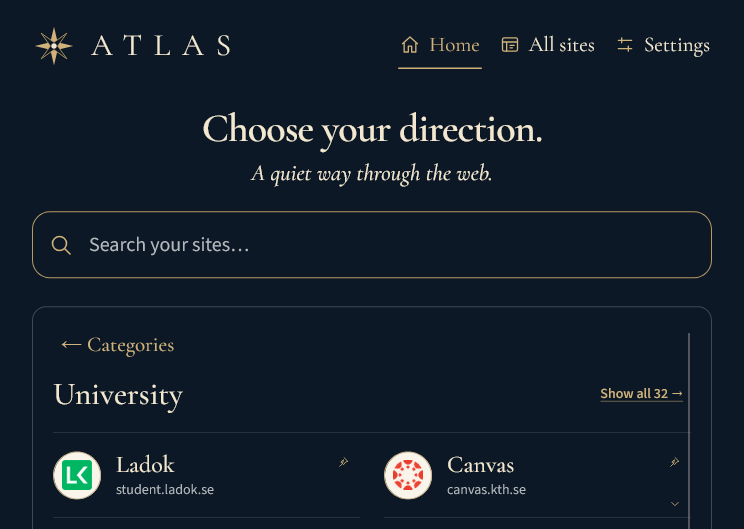 ATLAS
Home
All sites
Settings
Choose your direction.
A quiet way through the web.
Search your sites...
← Categories
University
Show all 32 →
LK
Ladok
student.ladok.se
Canvas
canvas.kth.se